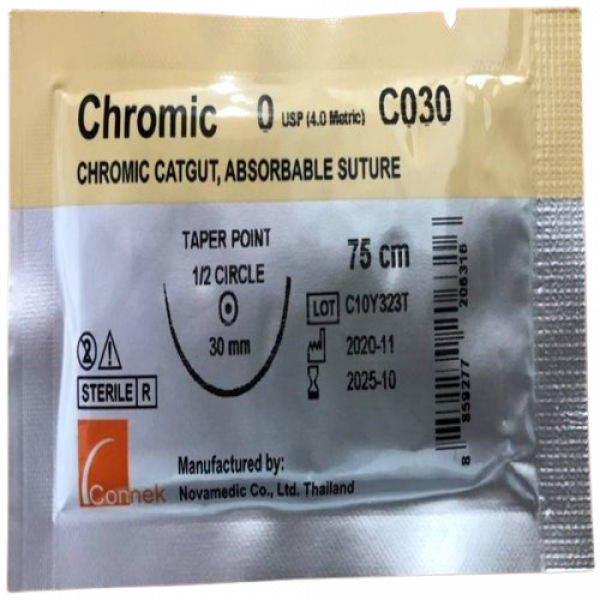 Chromic 0 USP (4.0 Metric) C030
CHROMIC CATGUT, ABSORBABLE SUTURE
TAPER POINT
1/2 CIRCLE
30 mm
75 cm
LOT C10Y323T
2020-11
2025-10
2
STERILE R
Connek
Manufactured by:
Novamedic Co., Ltd. Thailand
8 859277 206316